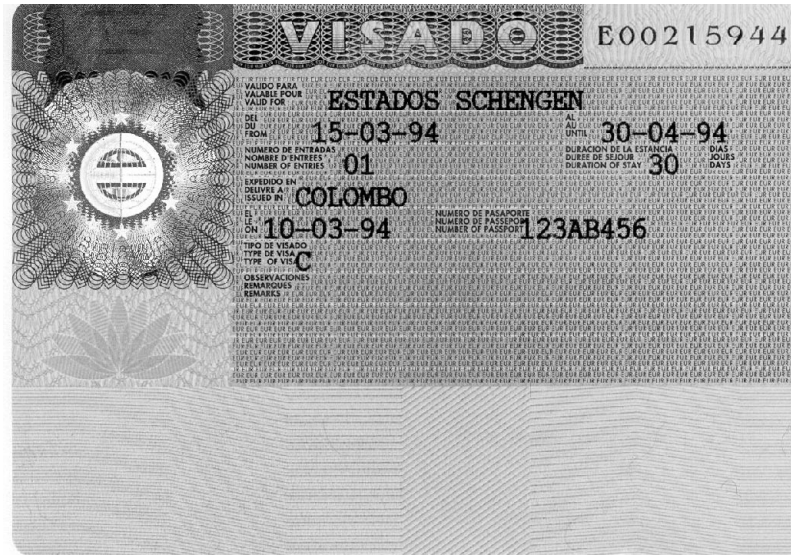 VISADO E00215944
VALIDO PARA
VALABLE POUR
VALID FOR
ESTADOS SCHENGEN
DEL
DU
FROM
15-03-94
AL
AU
UNTIL
30-04-94
NUMERO DE ENTRADAS
NOMBRE D'ENTREES
NUMBER OF ENTRIES
01
DURACION DE LA ESTANCIA
DUREE DE SEJOUR
DURATION OF STAY
30
DIAS
JOURS
DAYS
EXPEDIDO EN
DELIVRE A
ISSUED IN
COLOMBO
EL
LE
ON
10-03-94
NUMERO DE PASAPORTE
NUMERO DE PASSEPORT
NUMBER OF PASSPORT
123AB456
TIPO DE VISADO
TYPE DE VISA
TYPE OF VISA
C
OBSERVACIONES
REMARQUES
REMARKS